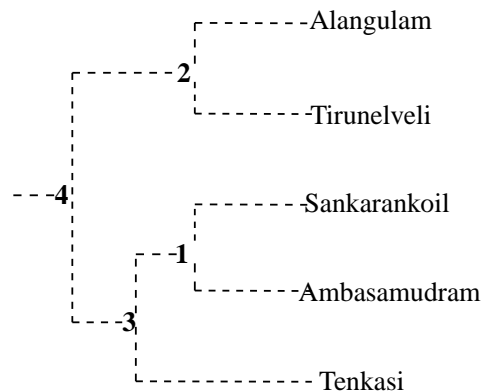 Alangulam
2
Tirunelveli
4
Sankarankoil
1
Ambasamudram
3
Tenkasi